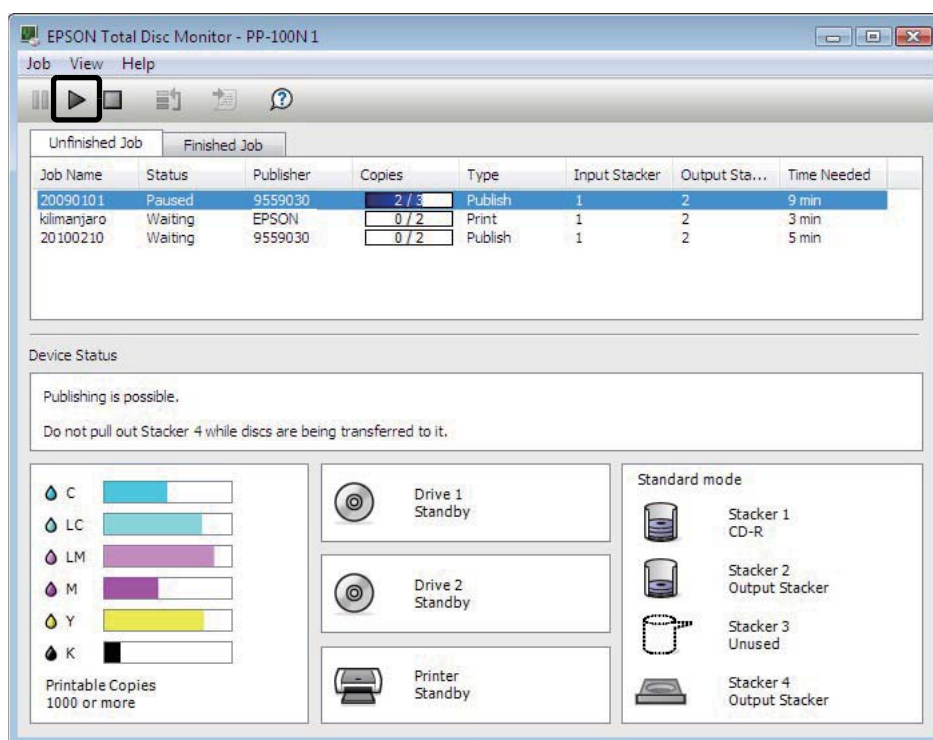 EPSON Total Disc Monitor - PP-100N 1
Job View Help
Unfinished Job Finished Job
Job Name Status Publisher Copies Type Input Stacker Output Sta... Time Needed
20090101 Paused 9559030 2 / 3 Publish 1 2 9 min
kilimanjaro Waiting EPSON 0 / 2 Print 1 2 3 min
20100210 Waiting 9559030 0 / 2 Publish 1 2 5 min
Device Status
Publishing is possible.
Do not pull out Stacker 4 while discs are being transferred to it.
C
LC
LM
M
Y
K
Printable Copies
1000 or more
Drive 1
Standby
Drive 2
Standby
Printer
Standby
Standard mode
Stacker 1
CD-R
Stacker 2
Output Stacker
Stacker 3
Unused
Stacker 4
Output Stacker